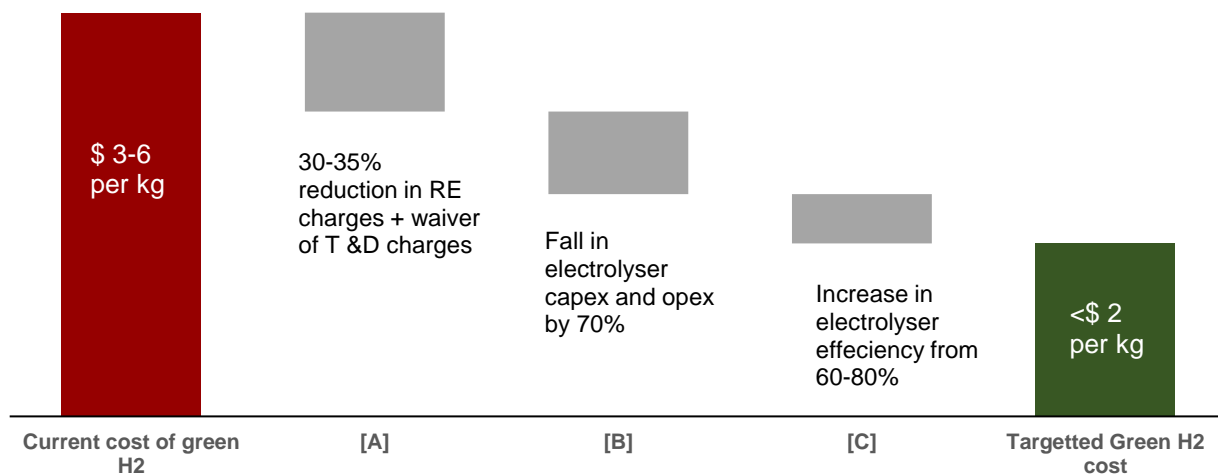 $ 3-6
per kg
30-35%
reduction in RE
charges + waiver
of T &D charges
Fall in
electrolyser
capex and opex
by 70%
Increase in
electrolyser
effeciency from
60-80%
<$ 2
per kg
Current cost of green
H2
[A]
[B]
[C]
Targetted Green H2
cost